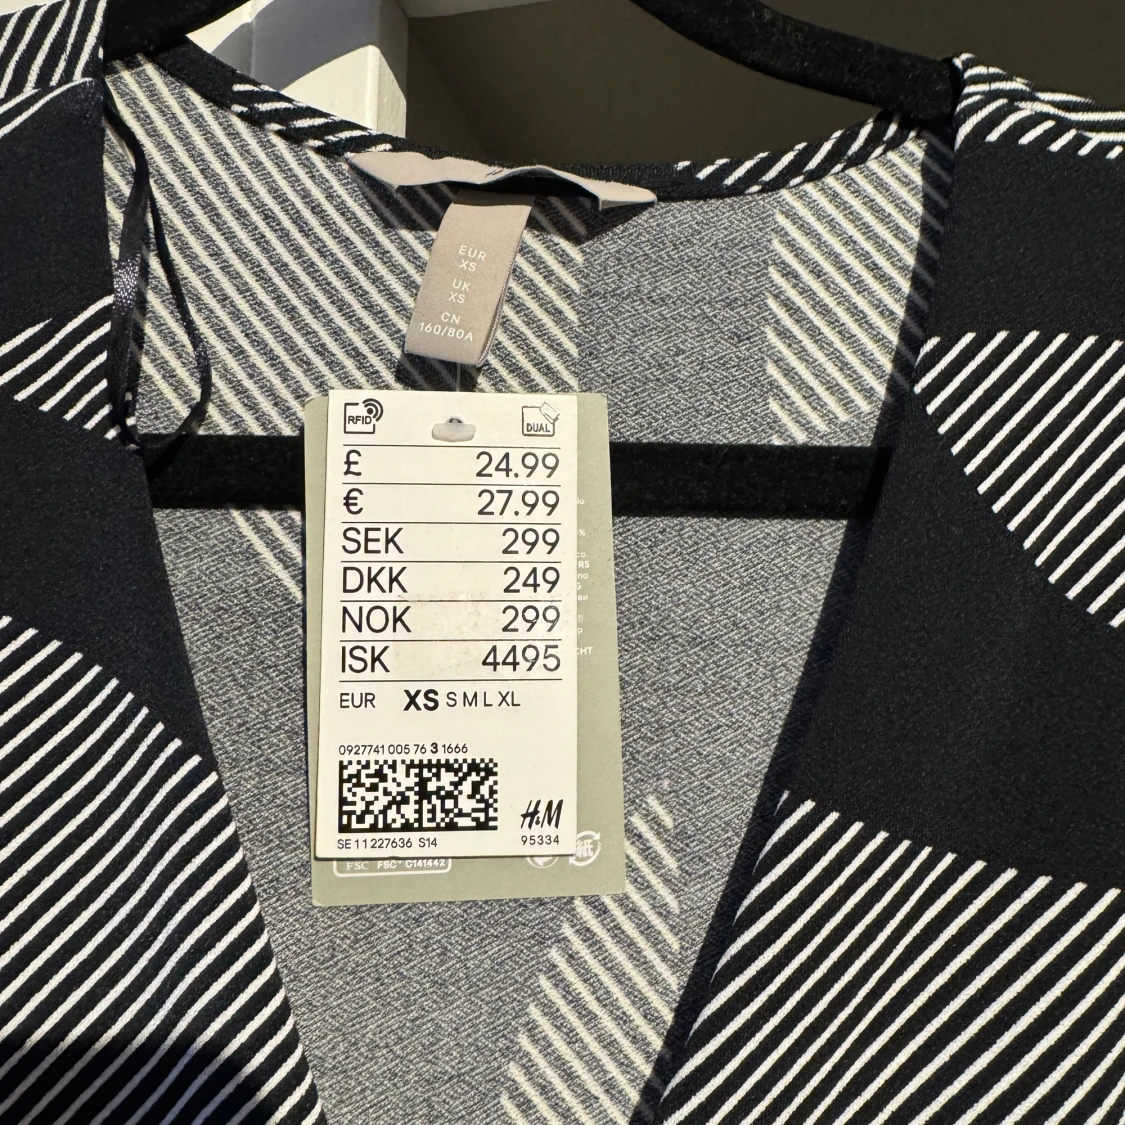 EUR
XS
UK
XS
CN
160/80A
RFID
DUAL
£ 24.99
€ 27.99
SEK 299
DKK 249
NOK 299
ISK 4495
EUR XS S M L XL
0927741 005 76 3 1666
H&M
SE 11 227636 S14 95334
FSC FSC® C141442